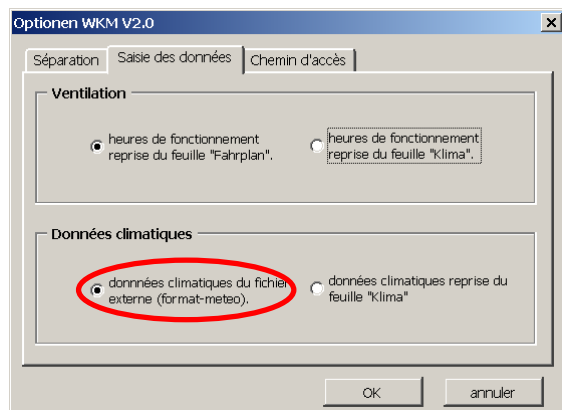 Optionen WKM V2.0
Séparation
Saisie des données
Chemin d'accès
Ventilation
heures de fonctionnement
reprise du feuille "Fahrplan".
heures de fonctionnement
reprise du feuille "Klima".
Données climatiques
donnnées climatiques du fichier
externe (format-meteo).
données climatiques reprise du
feuille "Klima"
OK
annuler